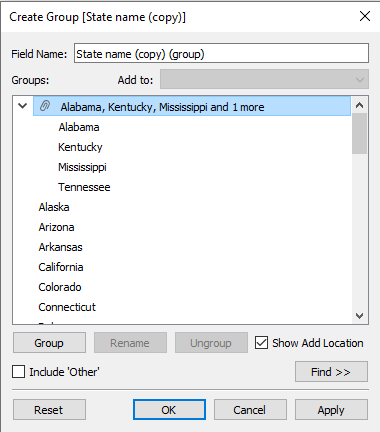 Create Group [State name (copy)]
Field Name: State name (copy) (group)
Groups: Add to:
Alabama, Kentucky, Mississippi and 1 more
Alabama
Kentucky
Mississippi
Tennessee
Alaska
Arizona
Arkansas
California
Colorado
Connecticut
Group Rename Ungroup Show Add Location
Include 'Other' Find >>
Reset OK Cancel Apply